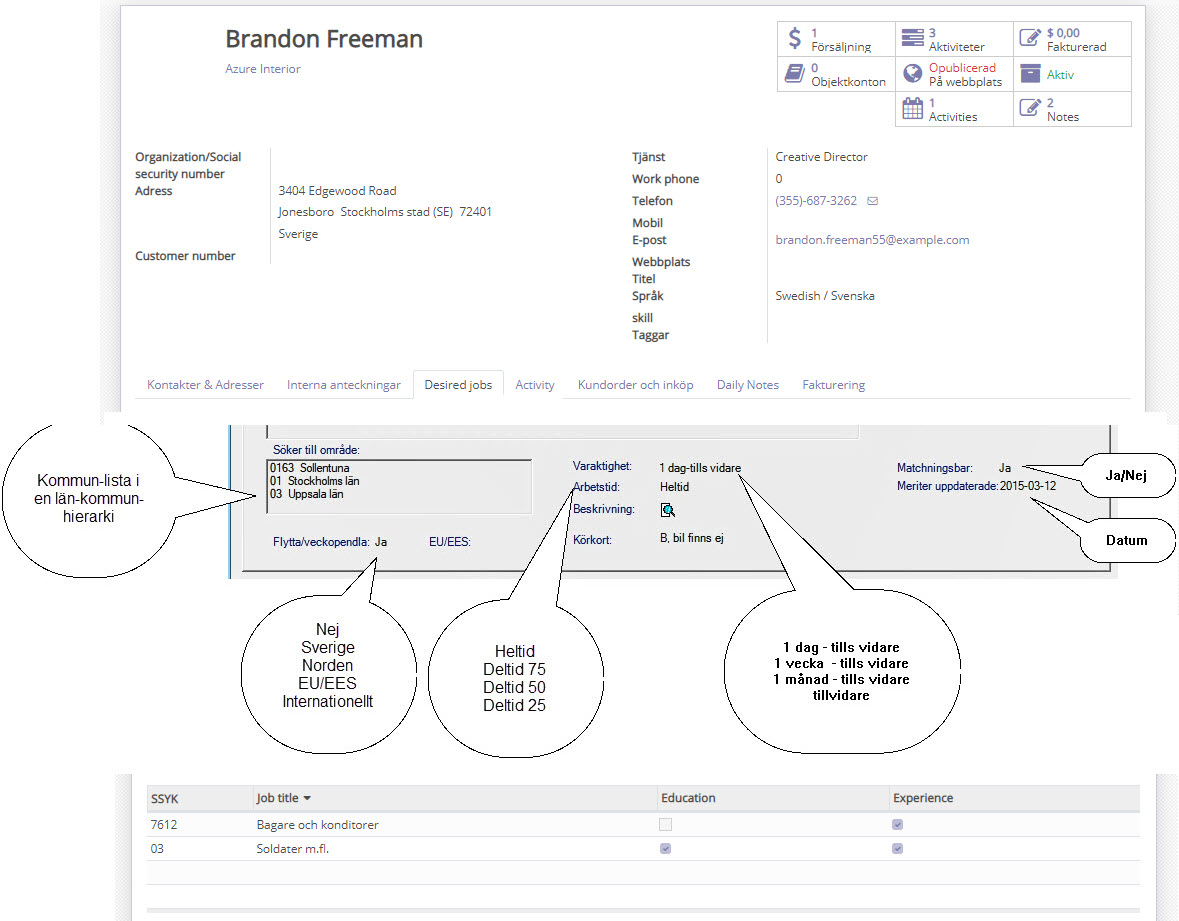 Brandon Freeman
Azure Interior
1
Försäljning
3
Aktiviteter
$ 0,00
Fakturerad
0
Objektkonton
Opublicerad
På webbplats
Aktiv
1
Activities
2
Notes
Organization/Social
security number
Adress
3404 Edgewood Road
Jonesboro Stockholms stad (SE) 72401
Sverige
Customer number
Tjänst Creative Director
Work phone 0
Telefon (355)-687-3262
Mobil
E-post brandon.freeman55@example.com
Webbplats
Titel
Språk Swedish / Svenska
skill
Taggar
Kontakter & Adresser Interna anteckningar Desired jobs Activity Kundorder och inköp Daily Notes Fakturering
Kommun-lista i
en län-kommun-
hierarki
Söker till område:
0163 Sollentuna
01 Stockholms län
03 Uppsala län
Flytta/veckopendla: Ja EU/EES:
Varaktighet: 1 dag-tills vidare
Arbetstid: Heltid
Beskrivning:
Körkort: B, bil finns ej
Matchningsbar: Ja
Meriter uppdaterade: 2015-03-12
Ja/Nej
Datum
Nej
Sverige
Norden
EU/EES
Internationellt
Heltid
Deltid 75
Deltid 50
Deltid 25
1 dag - tills vidare
1 vecka - tills vidare
1 månad - tills vidare
tillvidare
SSYK Job title Education Experience
7612 Bagare och konditorer
03 Soldater m.fl.